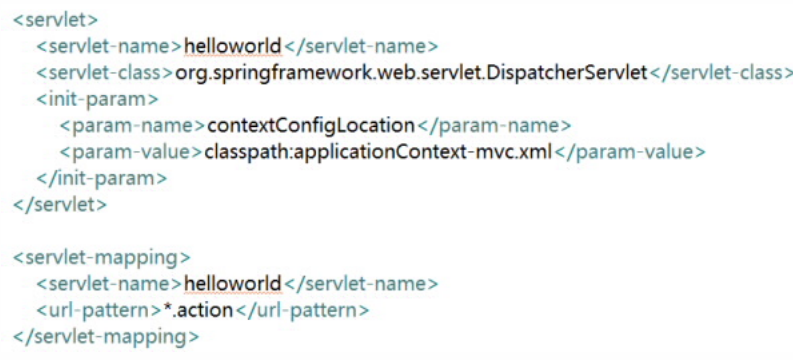 <servlet>
<servlet-name>helloworld</servlet-name>
<servlet-class>org.springframework.web.servlet.DispatcherServlet</servlet-class>
<init-param>
<param-name>contextConfigLocation</param-name>
<param-value>classpath:applicationContext-mvc.xml</param-value>
</init-param>
</servlet>
<servlet-mapping>
<servlet-name>helloworld</servlet-name>
<url-pattern>*.action</url-pattern>
</servlet-mapping>